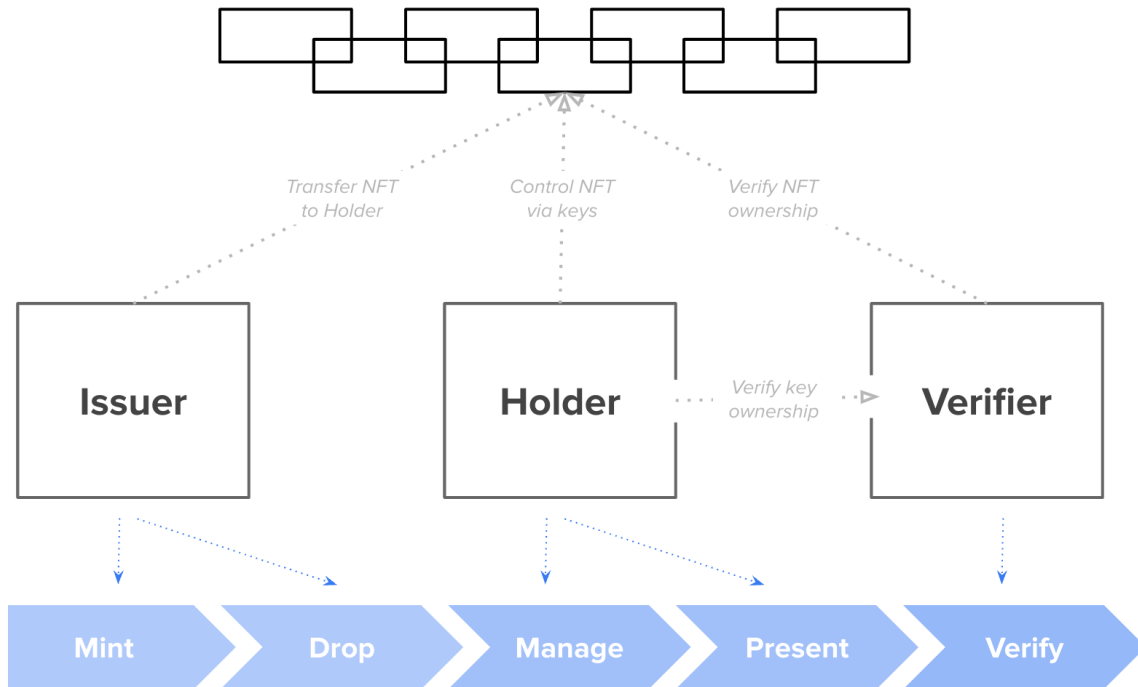 Transfer NFT
to Holder
Control NFT
via keys
Verify NFT
ownership
Issuer
Holder
Verify key
ownership
Verifier
Mint
Drop
Manage
Present
Verify